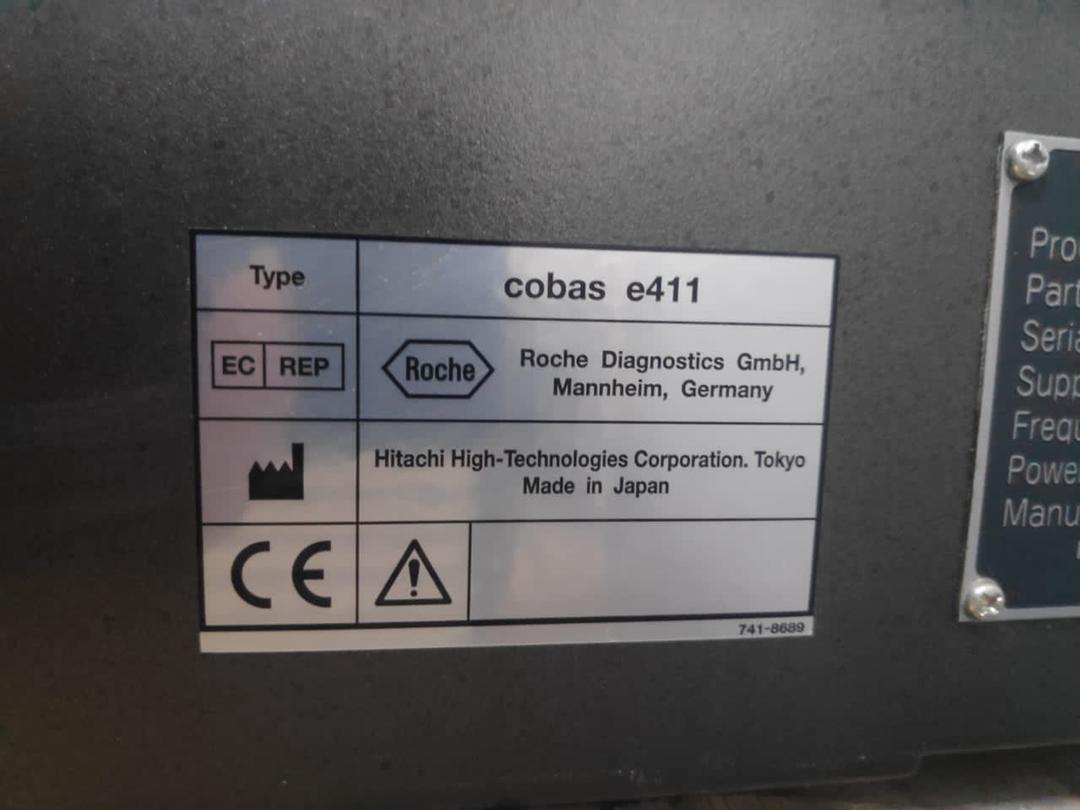 Type
cobas e411
EC REP
Roche
Roche Diagnostics GmbH,
Mannheim, Germany
Hitachi High-Technologies Corporation. Tokyo
Made in Japan
CE
741-8689
Pro
Part
Seria
Supp
Frequ
Power
Manu